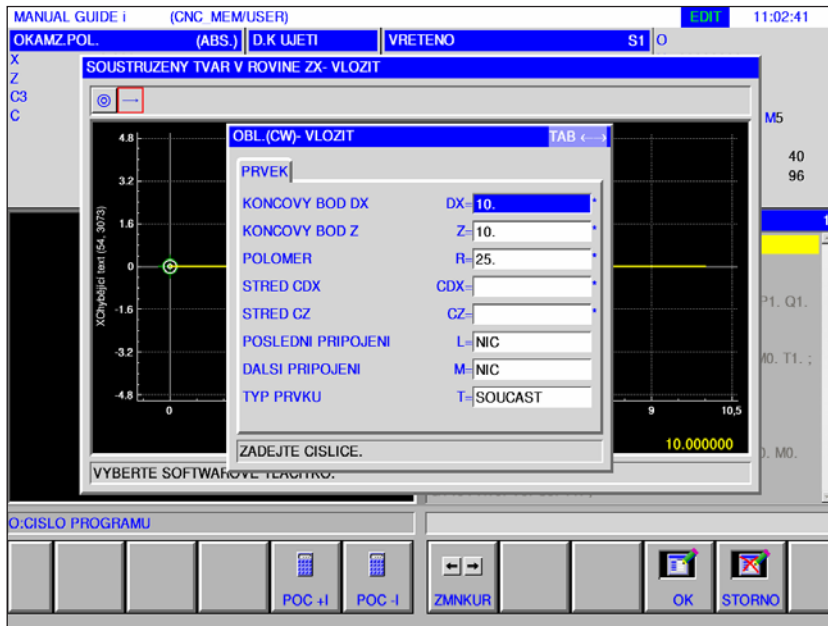 MANUAL GUIDE i (CNC_MEM/USER) EDIT 11:02:41
OKAMZ.POL. (ABS.) D.K UJETI VRETENO S1 O
X
Z
C3
C
M5
40
96
SOUSTRUZENY TVAR V ROVINE ZX- VLOZIT
OBL.(CW)- VLOZIT TAB ←→
PRVEK
KONCOVY BOD DX DX= 10. *
KONCOVY BOD Z Z= 10. *
POLOMER R= 25. *
STRED CDX CDX= *
STRED CZ CZ= *
POSLEDNI PRIPOJENI L= NIC
DALSI PRIPOJENI M= NIC
TYP PRVKU T= SOUCAST
ZADEJTE CISLICE.
4.8
3.2
1.6
0
-1.6
-3.2
-4.8
XChybějící text (54, 3073)
0 9 10,5
10.000000
VYBERTE SOFTWAROVE TLACITKO.
1
P1. Q1.
M0. T1. ;
0. M0.
O:CISLO PROGRAMU
POC +I POC -I ZMNKUR OK STORNO